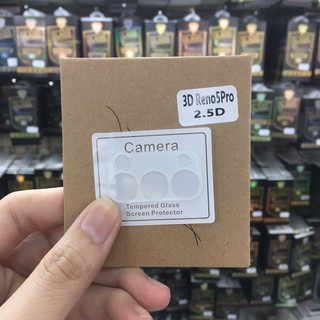 3D Reno5Pro
2.5D
Camera
Tempered Glass
Screen Protector